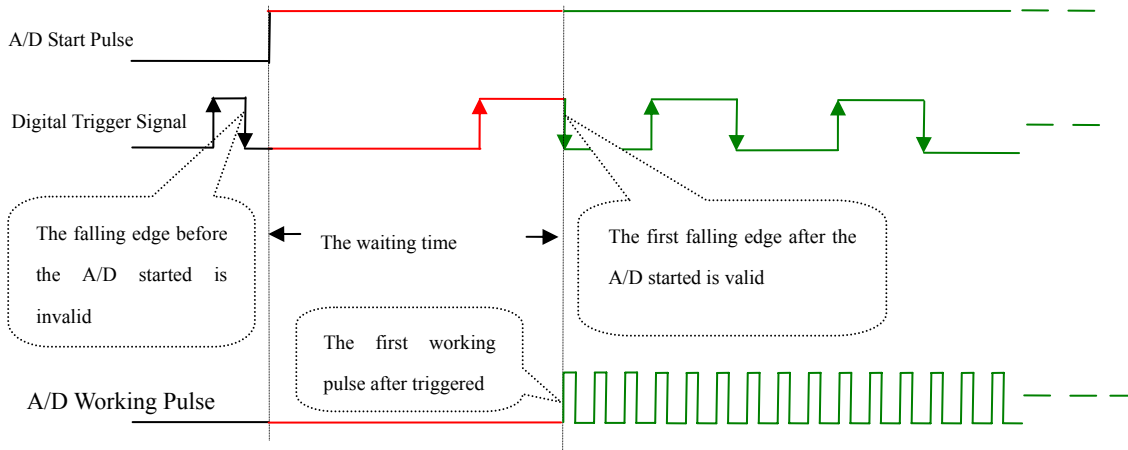 A/D Start Pulse
Digital Trigger Signal
The falling edge before
the A/D started is
invalid
The waiting time
The first falling edge after the
A/D started is valid
The first working
pulse after triggered
A/D Working Pulse